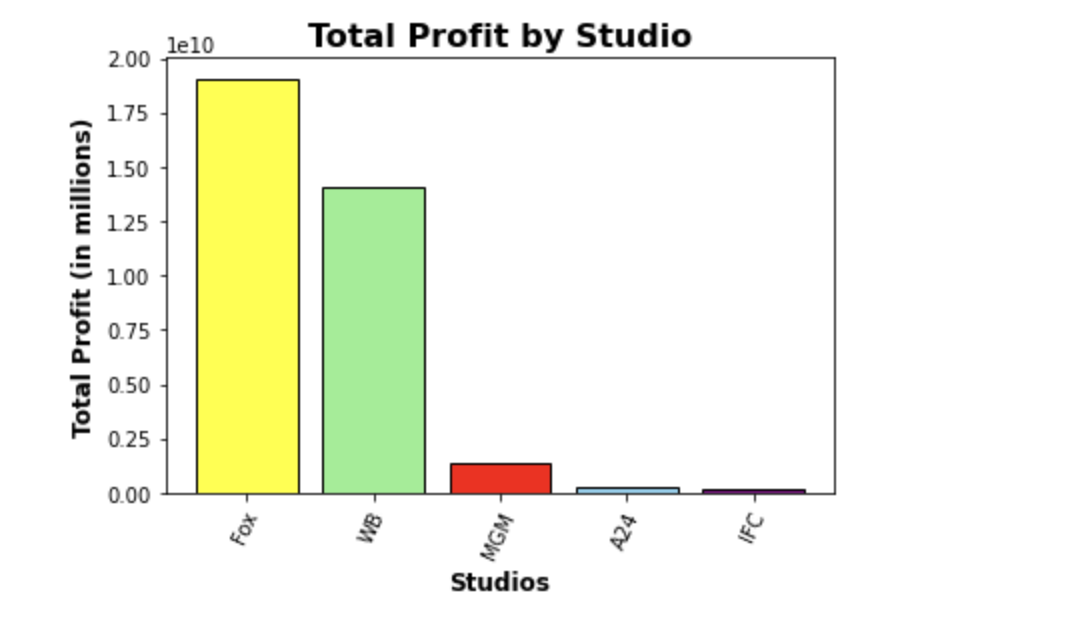 Total Profit by Studio
1e10
2.00
1.75
1.50
1.25
1.00
0.75
0.50
0.25
0.00
Total Profit (in millions)
Fox
WB
MGM
A24
IFC
Studios